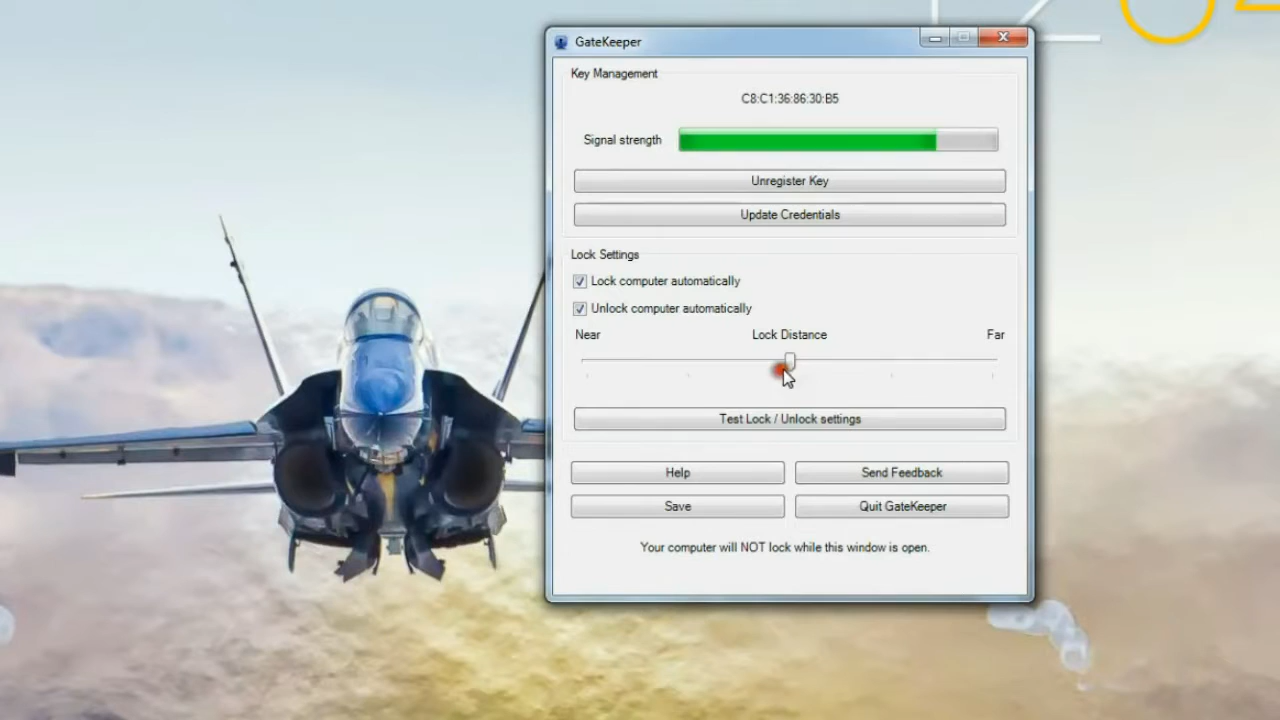 GateKeeper
Key Management
C8:C1:36:86:30:B5
Signal strength
Unregister Key
Update Credentials
Lock Settings
Lock computer automatically
Unlock computer automatically
Near Lock Distance Far
Test Lock / Unlock settings
Help Send Feedback
Save Quit GateKeeper
Your computer will NOT lock while this window is open.